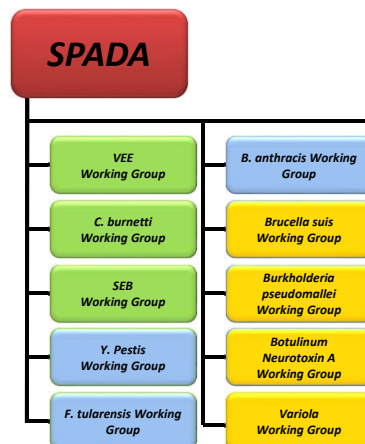 SPADA
VEE
Working Group
C. burnetti
Working Group
SEB
Working Group
Y. Pestis
Working Group
F. tularensis Working
Group
B. anthracis Working
Group
Brucella suis
Working Group
Burkholderia
pseudomallei
Working Group
Botulinum
Neurotoxin A
Working Group
Variola
Working Group